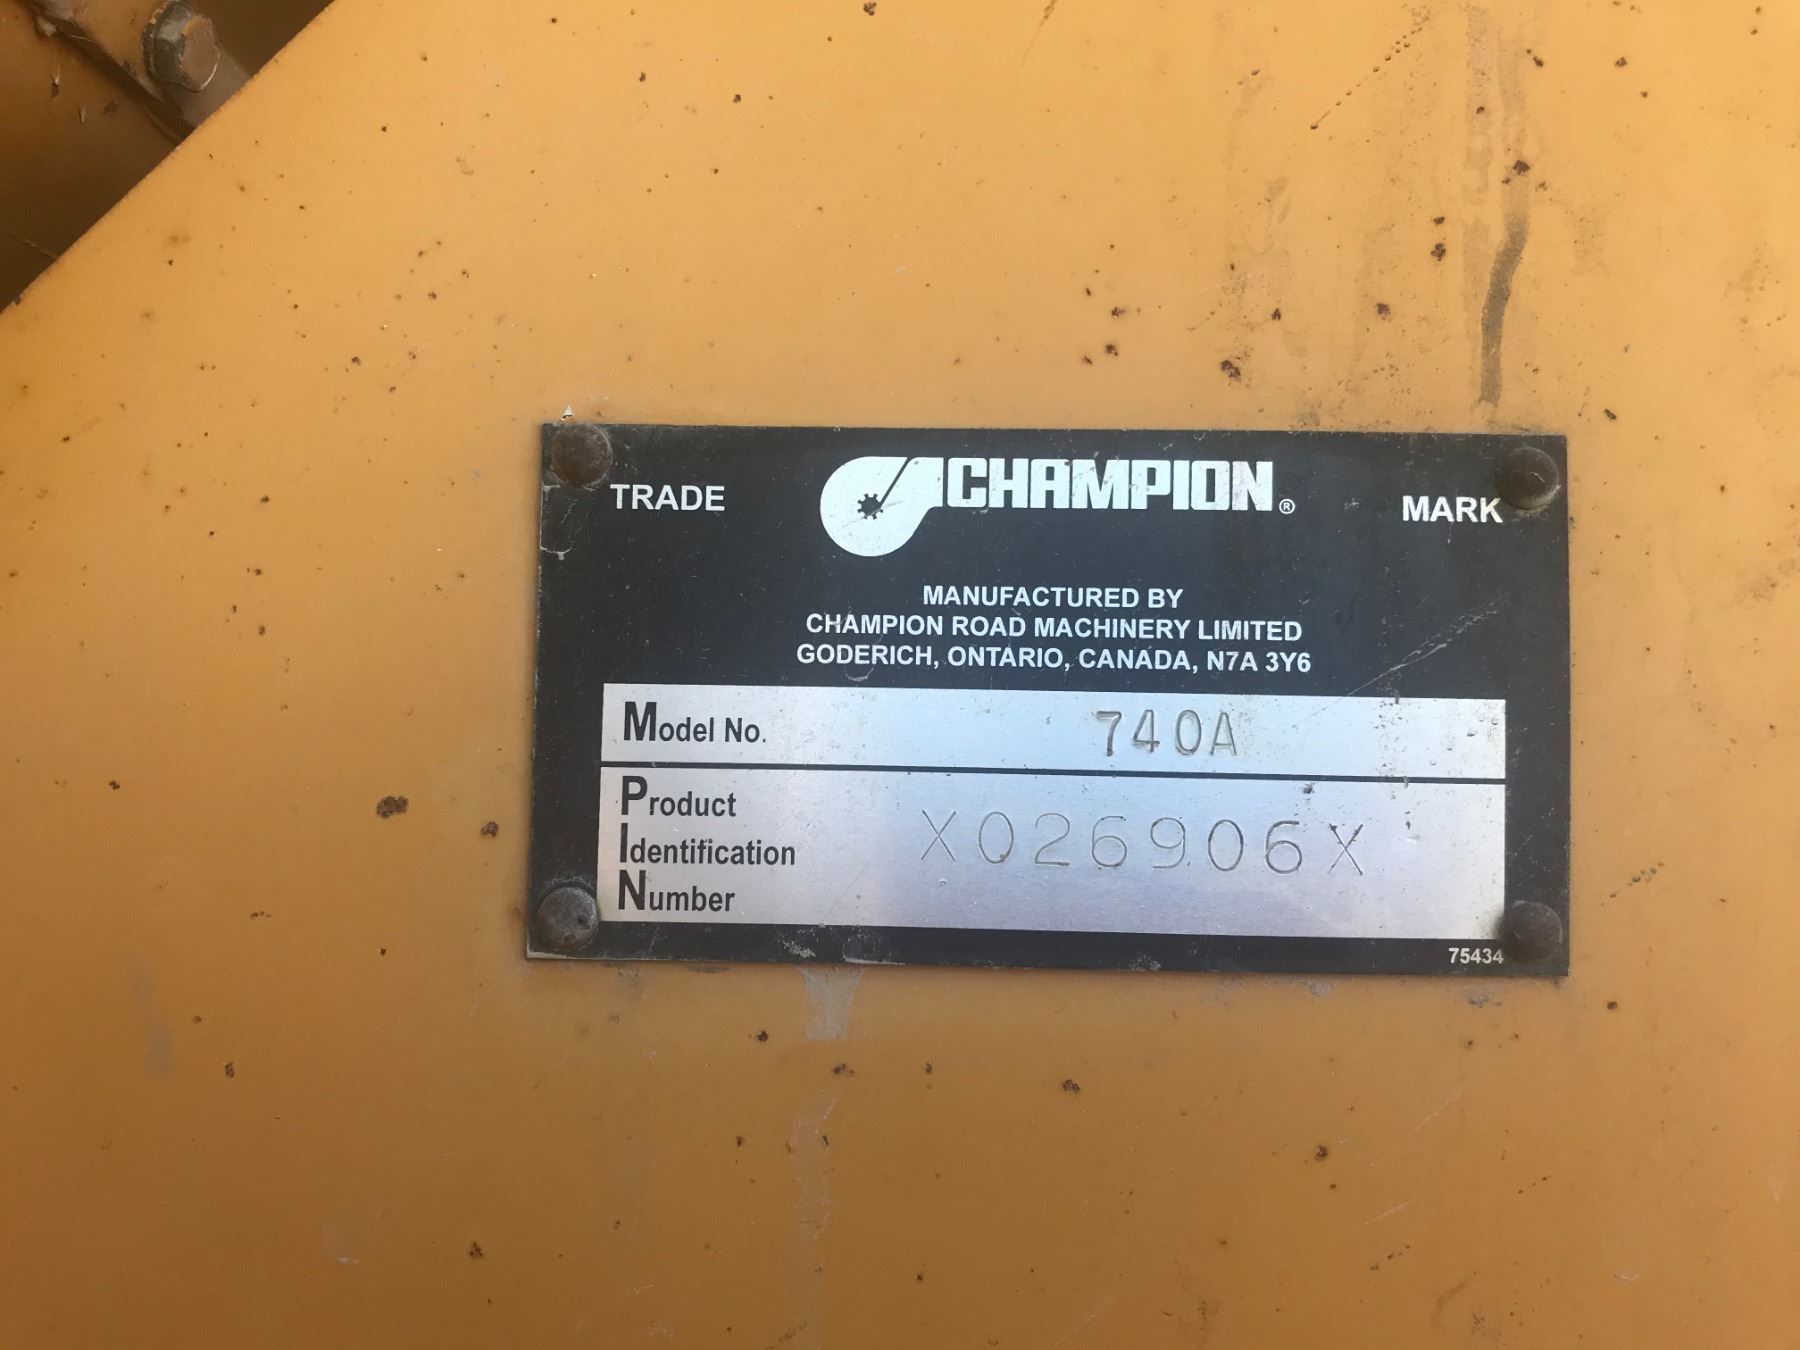 TRADE CHAMPION® MARK
MANUFACTURED BY
CHAMPION ROAD MACHINERY LIMITED
GODERICH, ONTARIO, CANADA, N7A 3Y6
Model No. 740A
Product
Identification X026906X
Number
75434